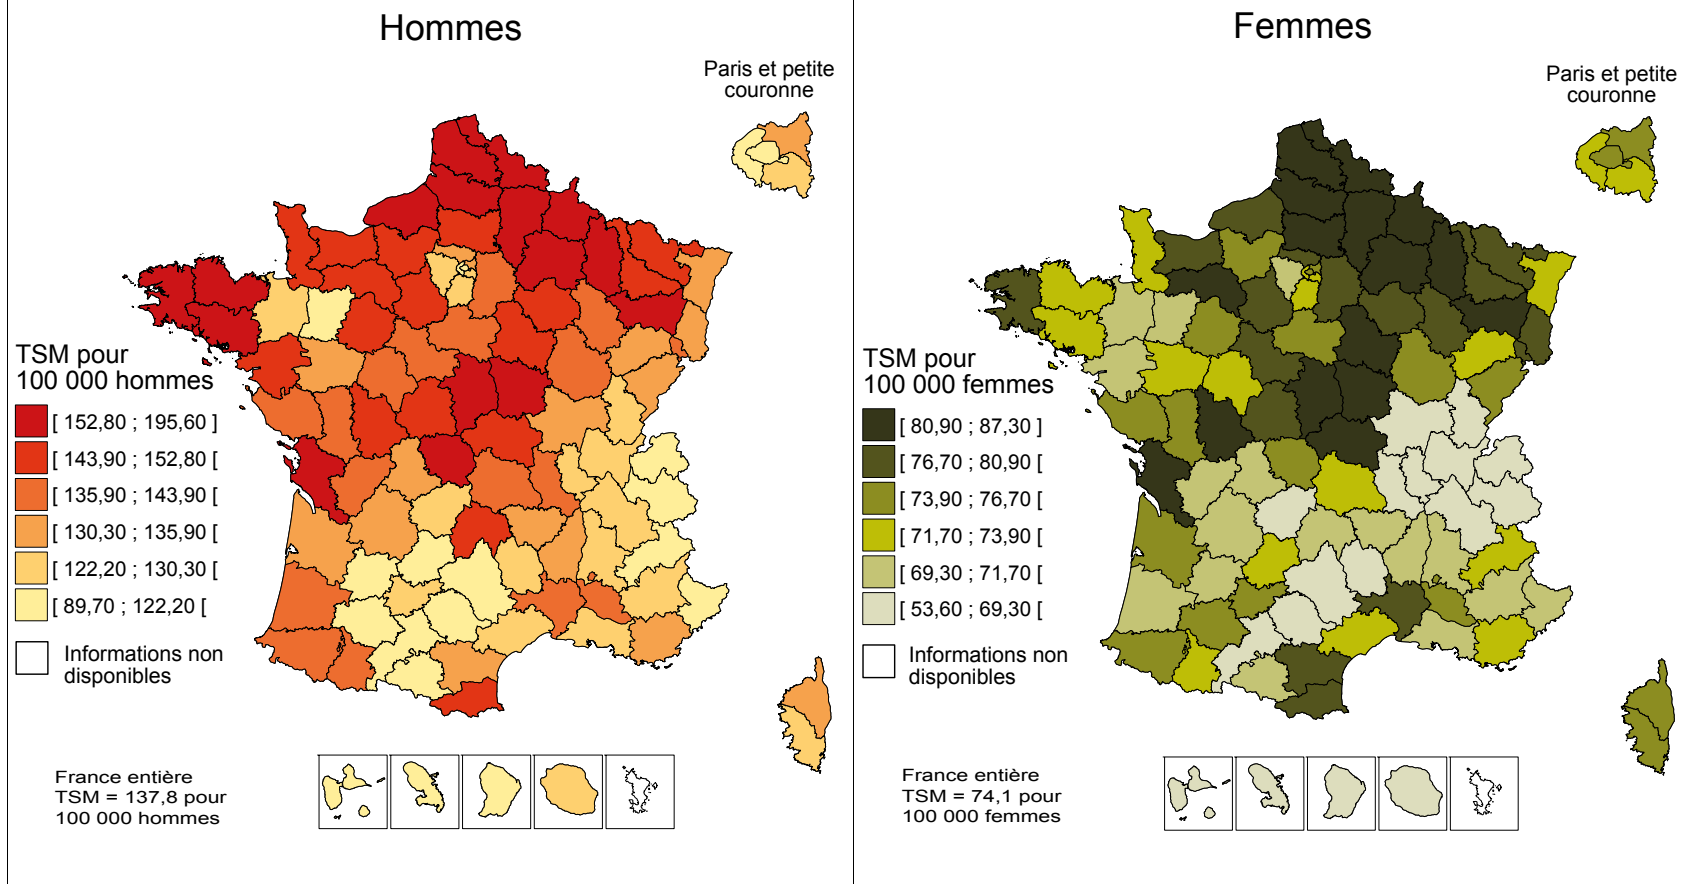 Hommes
Paris et petite
couronne
TSM pour
100 000 hommes
[ 152,80 ; 195,60 ]
[ 143,90 ; 152,80 [
[ 135,90 ; 143,90 [
[ 130,30 ; 135,90 [
[ 122,20 ; 130,30 [
[ 89,70 ; 122,20 [
Informations non
disponibles
France entière
TSM = 137,8 pour
100 000 hommes
Femmes
Paris et petite
couronne
TSM pour
100 000 femmes
[ 80,90 ; 87,30 ]
[ 76,70 ; 80,90 [
[ 73,90 ; 76,70 [
[ 71,70 ; 73,90 [
[ 69,30 ; 71,70 [
[ 53,60 ; 69,30 [
Informations non
disponibles
France entière
TSM = 74,1 pour
100 000 femmes